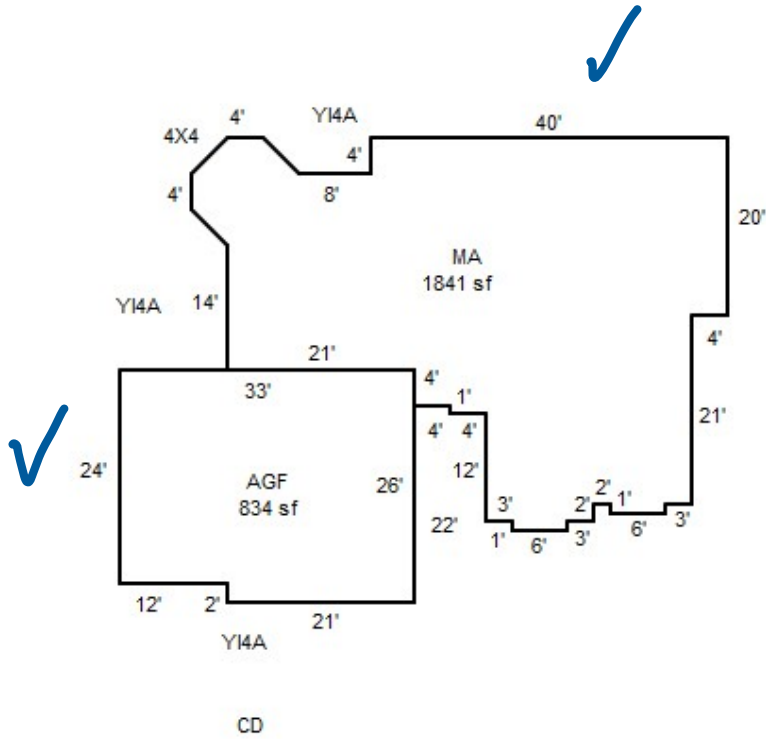 4' YI4A 40'
4X4 4'
4' 8'
20'
MA
1841 sf
YI4A 14'
4'
21'
33' 4' 1'
4' 4'
21'
24' AGF 26' 12'
834 sf 22'
3' 2' 2' 1'
1' 6' 3' 6' 3'
12' 2' 21'
YI4A
CD